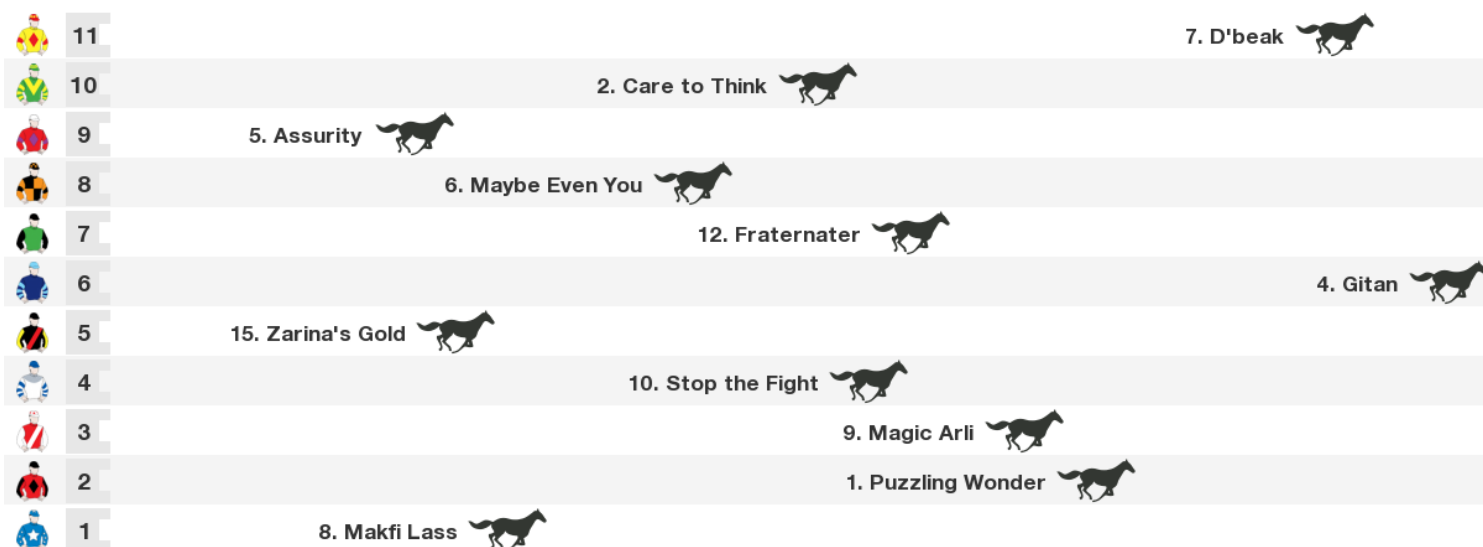 11 7. D'beak
10 2. Care to Think
9 5. Assurity
8 6. Maybe Even You
7 12. Fraternater
6 4. Gitan
5 15. Zarina's Gold
4 10. Stop the Fight
3 9. Magic Arli
2 1. Puzzling Wonder
1 8. Makfi Lass